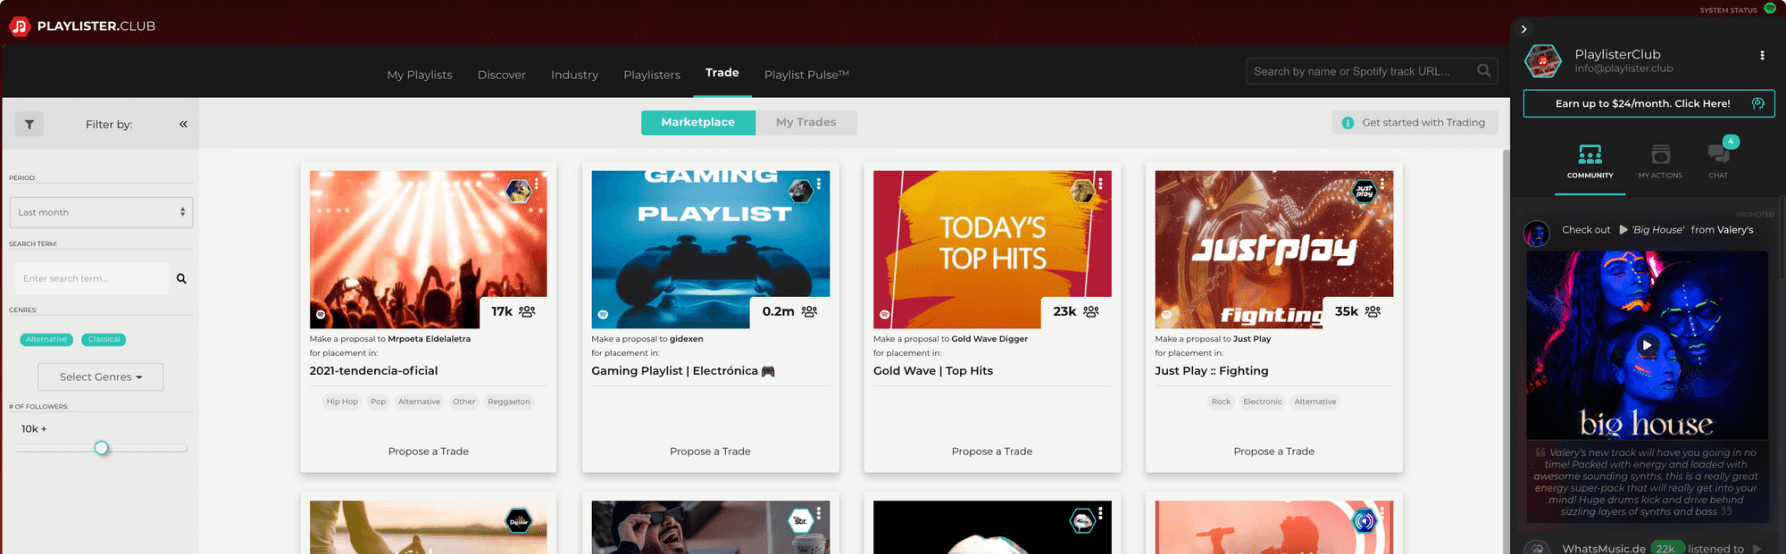 SYSTEM STATUS
PLAYLISTER.CLUB
My Playlists
Discover
Industry
Playlisters
Trade
Playlist Pulse™
Search by name or Spotify track URL...
PlaylisterClub
info@playlister.club
Earn up to $24/month. Click Here!
Filter by:
«
Marketplace
My Trades
Get started with Trading
4
COMMUNITY
MY ACTIONS
CHAT
PERIOD:
Last month
SEARCH TERM:
Enter search term...
GENRES:
Alternative
Classical
Select Genres
# OF FOLLOWERS:
10k +
17k
Make a proposal to Mrpoeta Eldelaletra
for placement in:
2021-tendencia-oficial
Hip Hop
Pop
Alternative
Other
Reggaeton
Propose a Trade
GAMING
PLAYLIST
0.2m
Make a proposal to gidexen
for placement in:
Gaming Playlist | Electrónica 🎮
Propose a Trade
TODAY'S
TOP HITS
23k
Make a proposal to Gold Wave Digger
for placement in:
Gold Wave | Top Hits
Propose a Trade
JUST play
justplay
fighting
35k
Make a proposal to Just Play
for placement in:
Just Play :: Fighting
Rock
Electronic
Alternative
Propose a Trade
PROMOTED
Check out 'Big House' from Valery's
big house
❝ Valery's new track will have you going in no
time! Packed with energy and loaded with
awesome sounding synths, this is a really great
energy super-pack that will really get into your
mind! Huge drums kick and drive behind
sizzling layers of synths and bass ❞
WhatsMusic.de 22k listened to